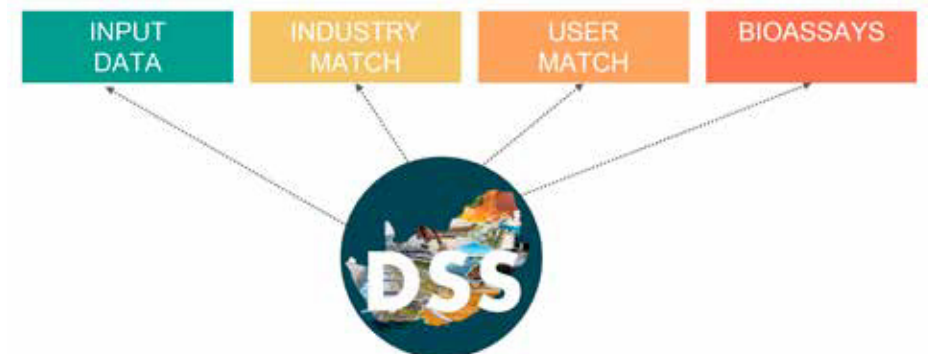 INPUT
DATA
INDUSTRY
MATCH
USER
MATCH
BIOASSAYS
DSS